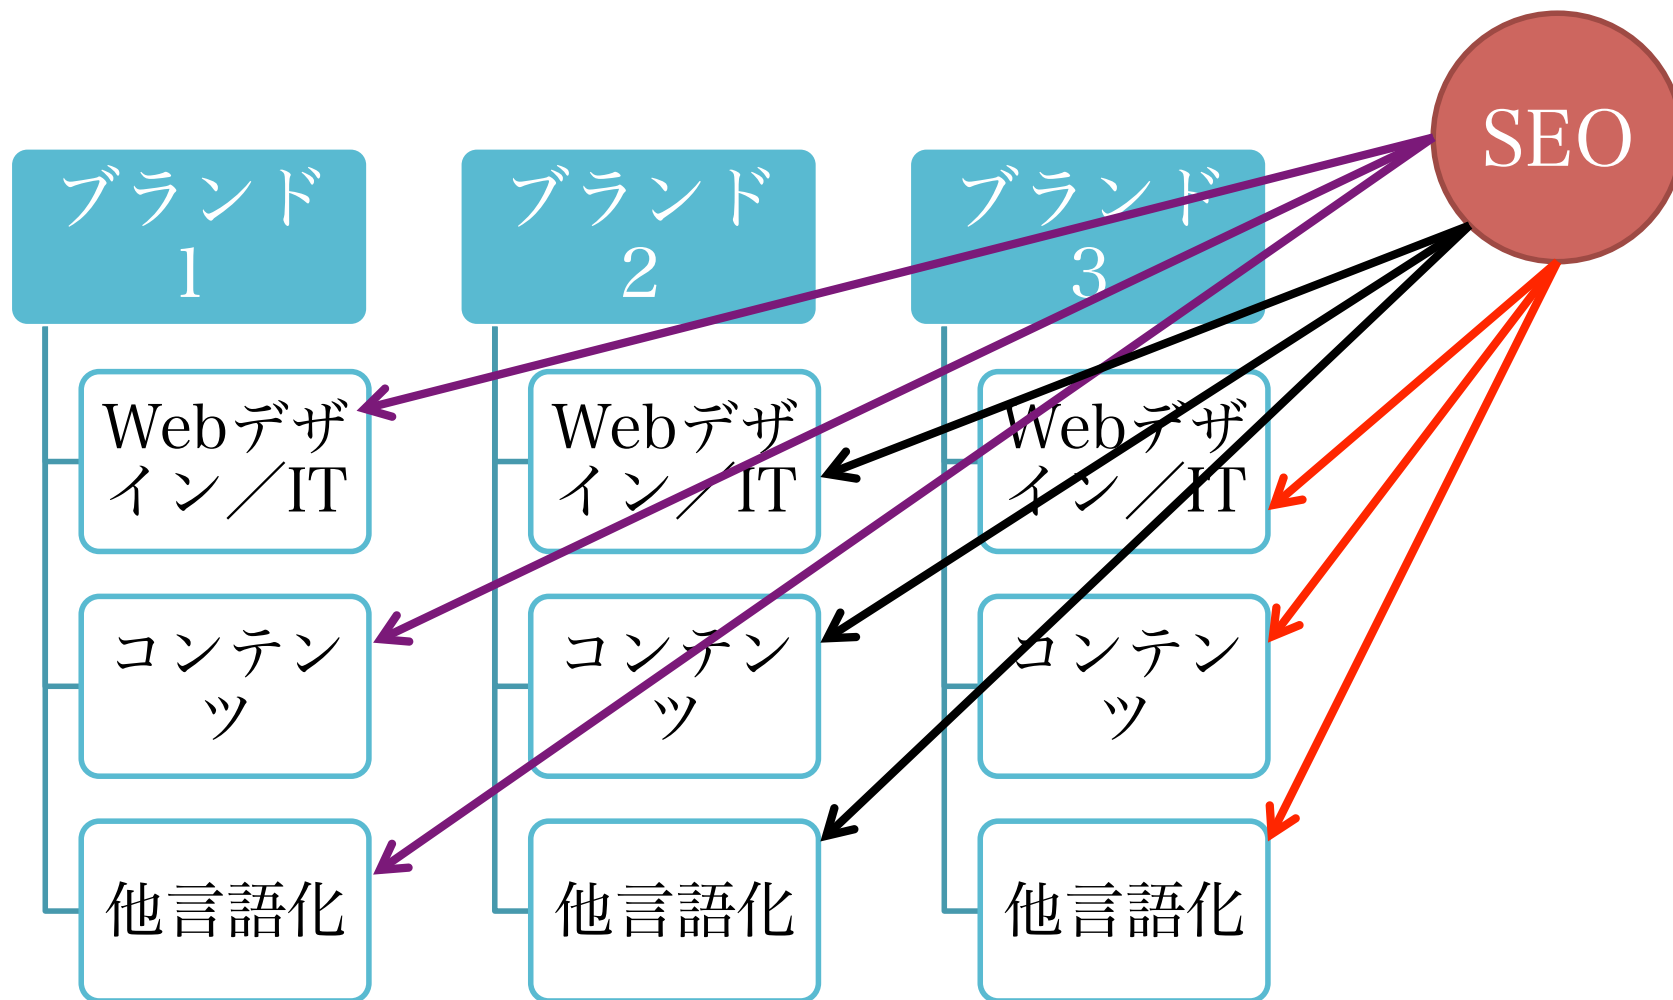 SEO
ブランド
1
Webデザ
イン／IT
コンテン
ツ
他言語化
ブランド
2
Webデザ
イン／IT
コンテン
ツ
他言語化
ブランド
3
Webデザ
イン／IT
コンテン
ツ
他言語化